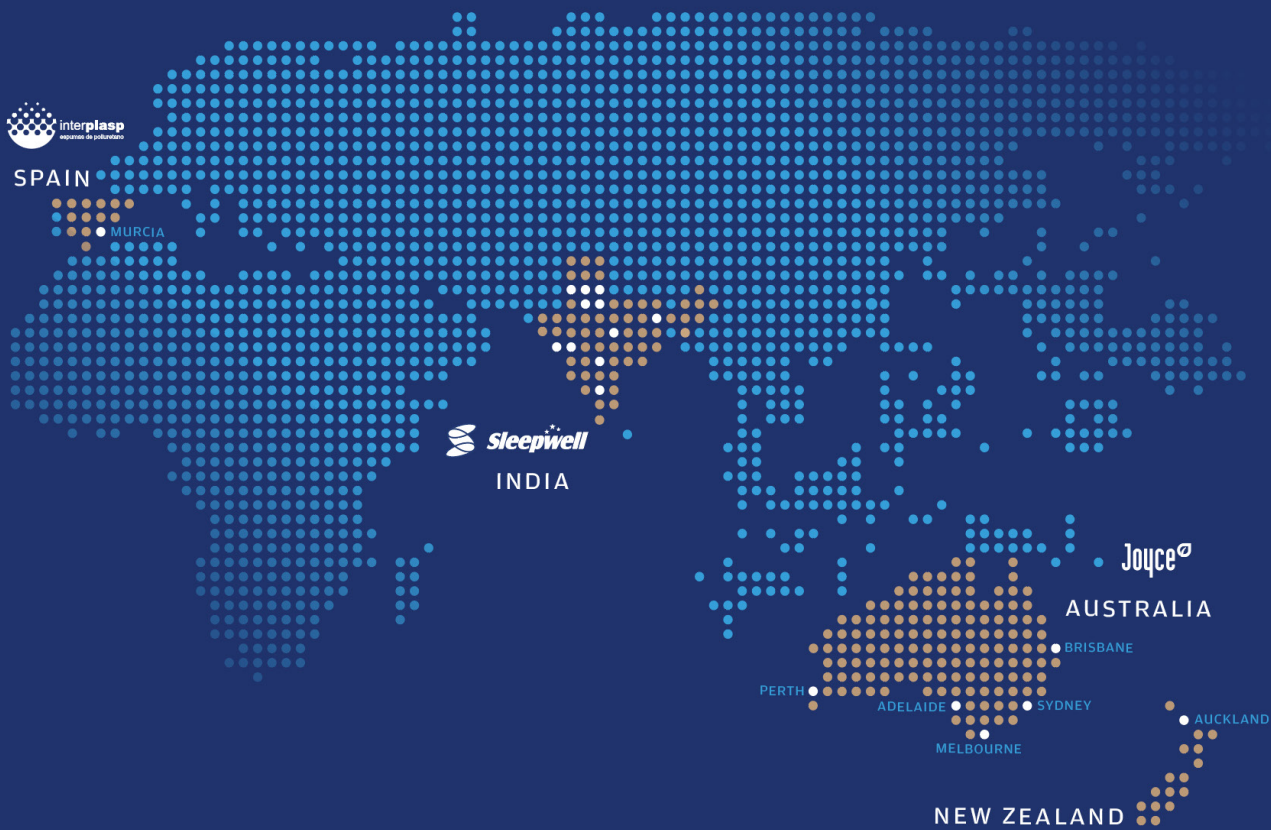 interplasp
espumas de poliuretano
SPAIN
MURCIA
Sleepwell
INDIA
Joyce
AUSTRALIA
BRISBANE
PERTH
ADELAIDE
SYDNEY
AUCKLAND
MELBOURNE
NEW ZEALAND